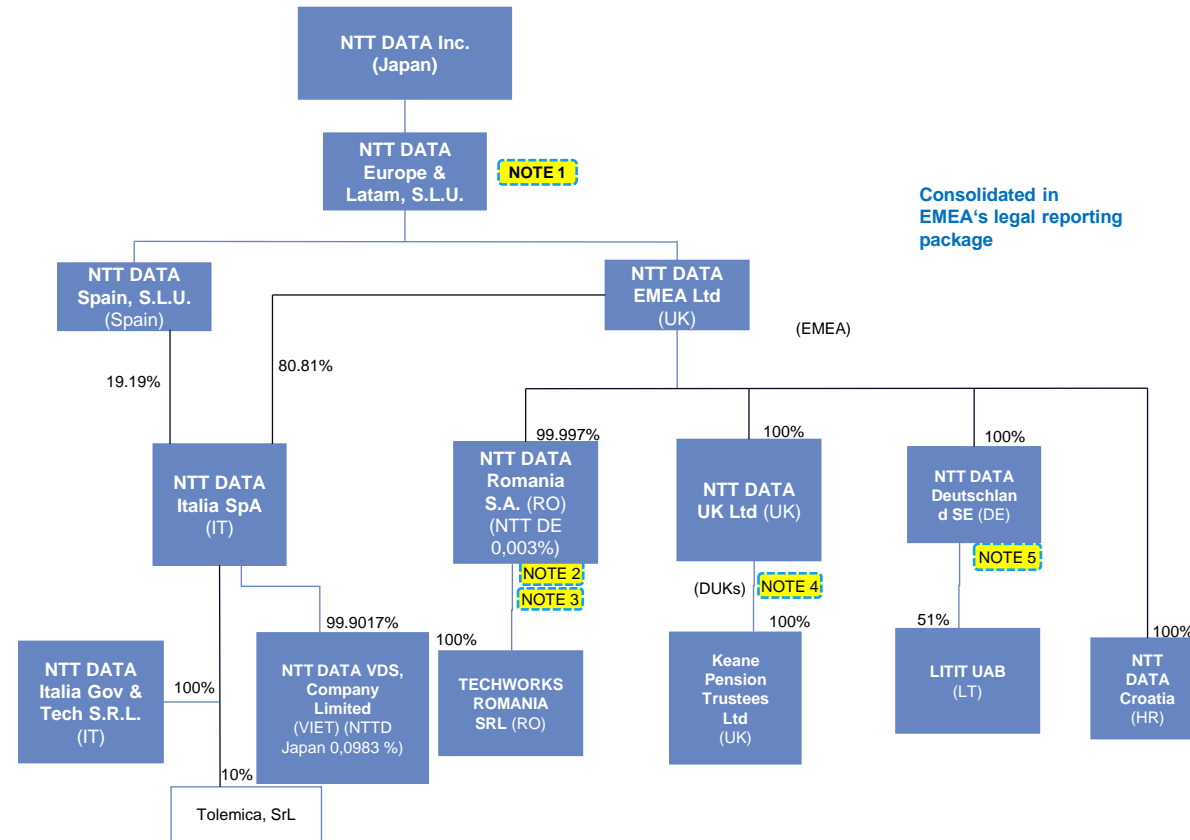 NTT DATA Inc.
(Japan)
NTT DATA
Europe &
Latam, S.L.U.
NOTE 1
Consolidated in
EMEA‘s legal reporting
package
NTT DATA
Spain, S.L.U.
(Spain)
NTT DATA
EMEA Ltd
(UK)
(EMEA)
19.19%
80.81%
NTT DATA
Italia SpA
(IT)
99.997%
NTT DATA
Romania
S.A. (RO)
(NTT DE
0,003%)
100%
NTT DATA
UK Ltd (UK)
100%
NTT DATA
Deutschlan
d SE (DE)
NOTE 2
NOTE 3
(DUKs)
NOTE 4
NOTE 5
NTT DATA
Italia Gov &
Tech S.R.L.
(IT)
100%
99.9017%
NTT DATA VDS,
Company
Limited
(VIET) (NTTD
Japan 0,0983 %)
100%
TECHWORKS
ROMANIA
SRL (RO)
100%
Keane
Pension
Trustees
Ltd
(UK)
51%
LITIT UAB
(LT)
100%
NTT
DATA
Croatia
(HR)
10%
Tolemica, SrL